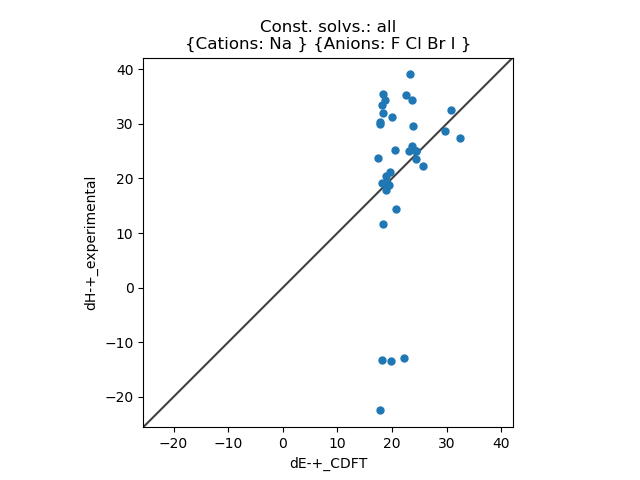 Const. solvs.: all
{Cations: Na } {Anions: F Cl Br I }
40
30
20
10
0
−10
−20
dH-+_experimental
−20 −10 0 10 20 30 40
dE-+_CDFT